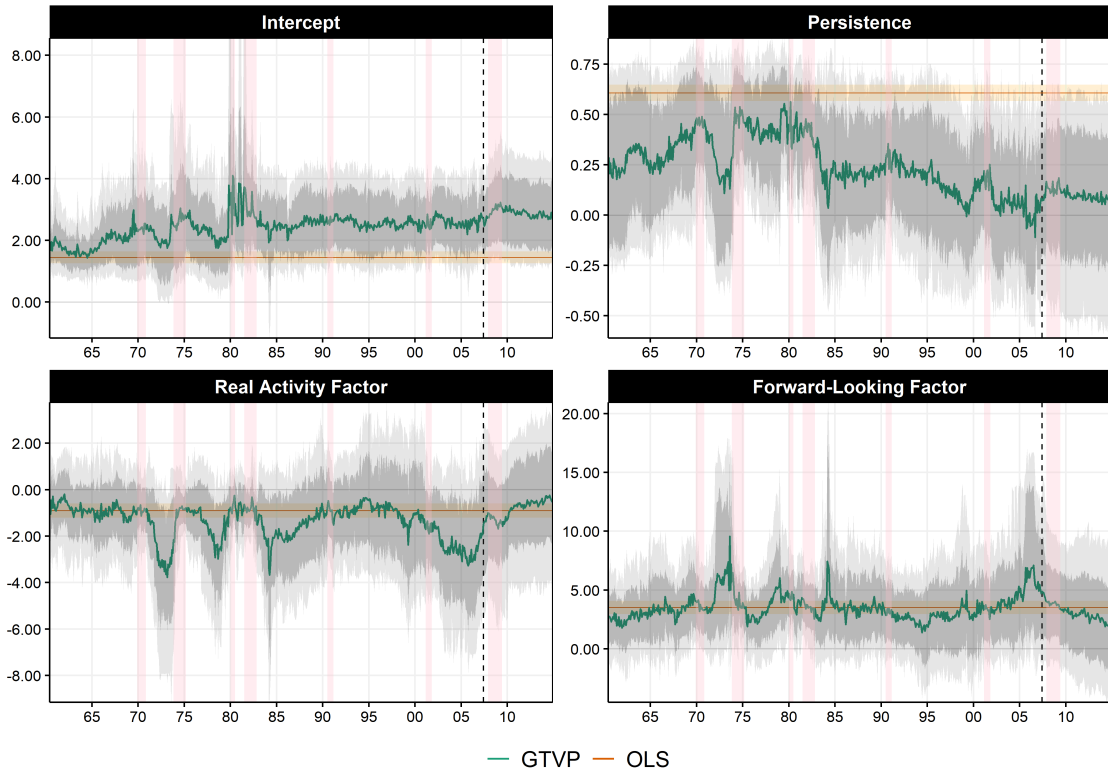 Intercept
8.00
6.00
4.00
2.00
0.00
65 70 75 80 85 90 95 00 05 10
Persistence
0.75
0.50
0.25
0.00
-0.25
-0.50
65 70 75 80 85 90 95 00 05 10
Real Activity Factor
2.00
0.00
-2.00
-4.00
-6.00
-8.00
65 70 75 80 85 90 95 00 05 10
Forward-Looking Factor
20.00
15.00
10.00
5.00
0.00
65 70 75 80 85 90 95 00 05 10
GTVP OLS